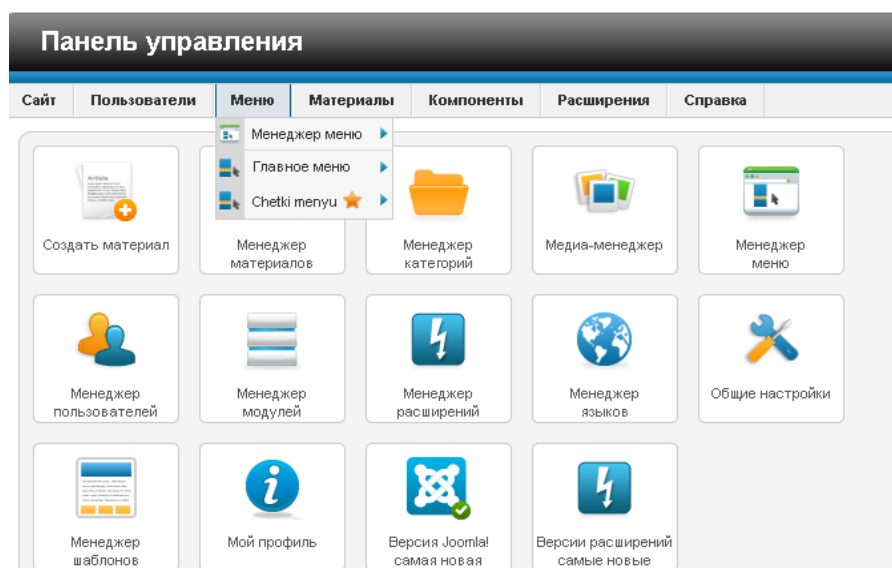 Панель управления
Сайт Пользователи Меню Материалы Компоненты Расширения Справка
Менеджер меню
Главное меню
Chetki menyu
Создать материал
Менеджер
материалов
Менеджер
категорий
Медиа-менеджер
Менеджер
меню
Менеджер
пользователей
Менеджер
модулей
Менеджер
расширений
Менеджер
языков
Общие настройки
Менеджер
шаблонов
Мой профиль
Версия Joomla!
самая новая
Версии расширений
самые новые